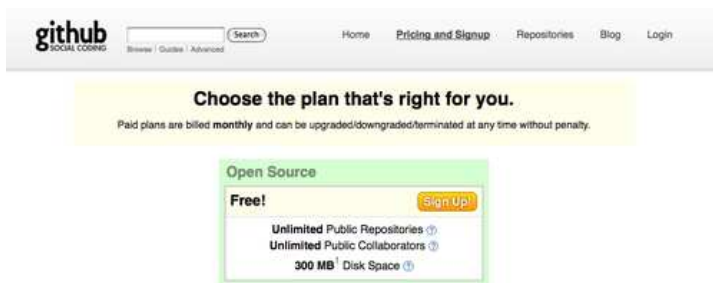 github
SOCIAL CODING
Search
Browse | Guides | Advanced
Home Pricing and Signup Repositories Blog Login
Choose the plan that's right for you.
Paid plans are billed monthly and can be upgraded/downgraded/terminated at any time without penalty.
Open Source
Free! Sign Up!
Unlimited Public Repositories ?
Unlimited Public Collaborators ?
300 MB¹ Disk Space ?